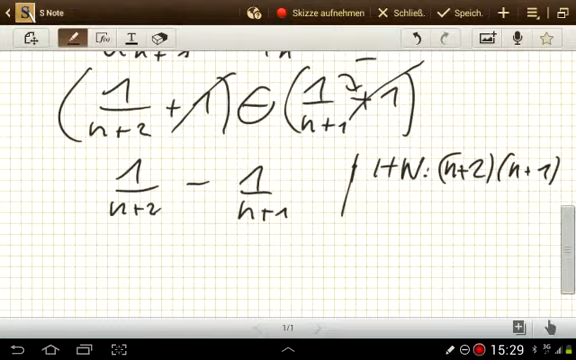 S Note Skizze aufnehmen Schließ. Speich.
(1/(n+2) + 1) - (1/(n+1) + 1)
1/(n+2) - 1/(n+1) | HN: (n+2)(n+1)
1/1
3G 15:29